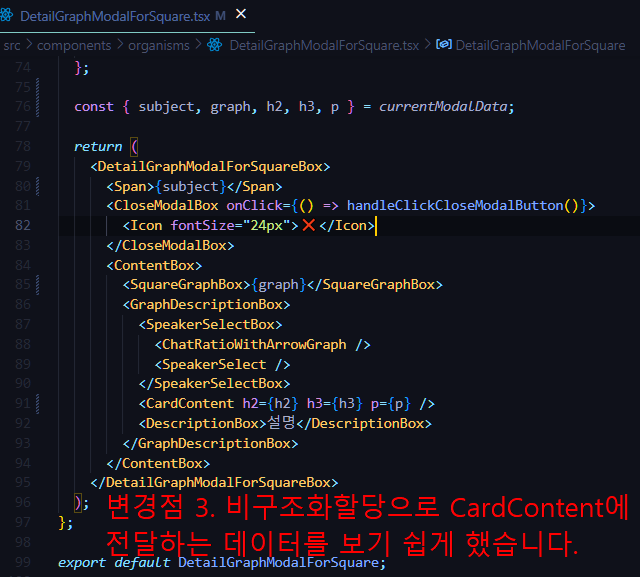 DetailGraphModalForSquare.tsx M ×
src > components > organisms > DetailGraphModalForSquare.tsx > DetailGraphModalForSquare
74 };
75
76 const { subject, graph, h2, h3, p } = currentModalData;
77
78 return (
79 <DetailGraphModalForSquareBox>
80 <Span>{subject}</Span>
81 <CloseModalBox onClick={() => handleClickCloseModalButton()}>
82 <Icon fontSize="24px">❌</Icon>
83 </CloseModalBox>
84 <ContentBox>
85 <SquareGraphBox>{graph}</SquareGraphBox>
86 <GraphDescriptionBox>
87 <SpeakerSelectBox>
88 <ChatRatioWithArrowGraph />
89 <SpeakerSelect />
90 </SpeakerSelectBox>
91 <CardContent h2={h2} h3={h3} p={p} />
92 <DescriptionBox>설명</DescriptionBox>
93 </GraphDescriptionBox>
94 </ContentBox>
95 </DetailGraphModalForSquareBox>
96 );
97 };
98
99 export default DetailGraphModalForSquare;
변경점 3. 비구조화할당으로 CardContent에
전달하는 데이터를 보기 쉽게 했습니다.